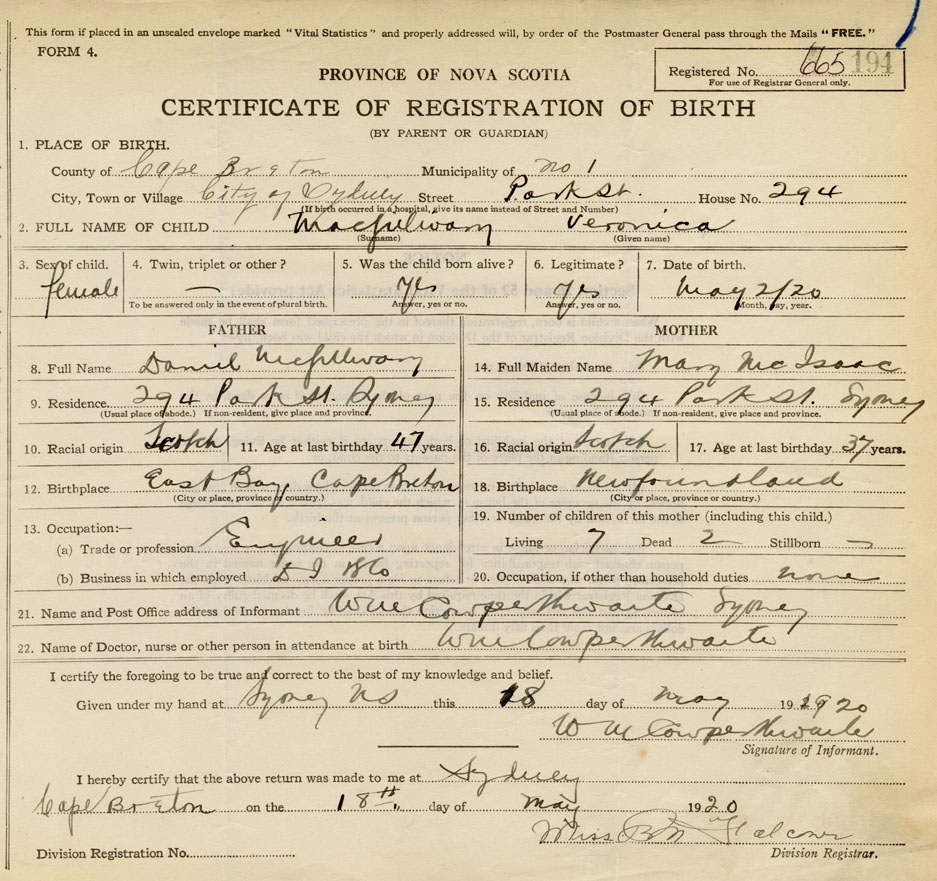 This form if placed in an unsealed envelope marked "Vital Statistics" and properly addressed will, by order of the Postmaster General pass through the Mails "FREE."
FORM 4.
Registered No. 665 194
For use of Registrar General only.
PROVINCE OF NOVA SCOTIA
CERTIFICATE OF REGISTRATION OF BIRTH
(BY PARENT OR GUARDIAN)
1. PLACE OF BIRTH.
County of Cape Breton Municipality of No 1
City, Town or Village City of Sydney Street Park St. House No. 294
(If birth occurred in a hospital, give its name instead of Street and Number)
2. FULL NAME OF CHILD Veronica
(Surname) (Given name)
3. Sex of child. 4. Twin, triplet or other? 5. Was the child born alive? 6. Legitimate? 7. Date of birth.
female — Yes Yes May 2/20
To be answered only in the event of plural birth. Answer, yes or no. Answer, yes or no. Month, day, year.
FATHER MOTHER
8. Full Name Daniel 14. Full Maiden Name Mary McIsaac
9. Residence 294 Park St. Sydney 15. Residence 294 Park St. Sydney
(Usual place of abode.) If non-resident, give place and province. (Usual place of abode.) If non-resident, give place and province.
10. Racial origin Scotch 11. Age at last birthday 47 years. 16. Racial origin Scotch 17. Age at last birthday 37 years.
12. Birthplace East Bay, Cape Breton 18. Birthplace Newfoundland
(City or place, province or country.) (City or place, province or country.)
13. Occupation:— 19. Number of children of this mother (including this child.)
(a) Trade or profession Engineer Living 7 Dead 2 Stillborn —
(b) Business in which employed D I & S Co 20. Occupation, if other than household duties none
21. Name and Post Office address of Informant Wm Cowperthwaite Sydney
22. Name of Doctor, nurse or other person in attendance at birth Wm Cowperthwaite
I certify the foregoing to be true and correct to the best of my knowledge and belief.
Given under my hand at Sydney NS this 18 day of May 1920
W M Cowperthwaite
Signature of Informant.
I hereby certify that the above return was made to me at Sydney
Cape Breton on the 18th. day of May 1920
Miss
Division Registration No. Division Registrar.